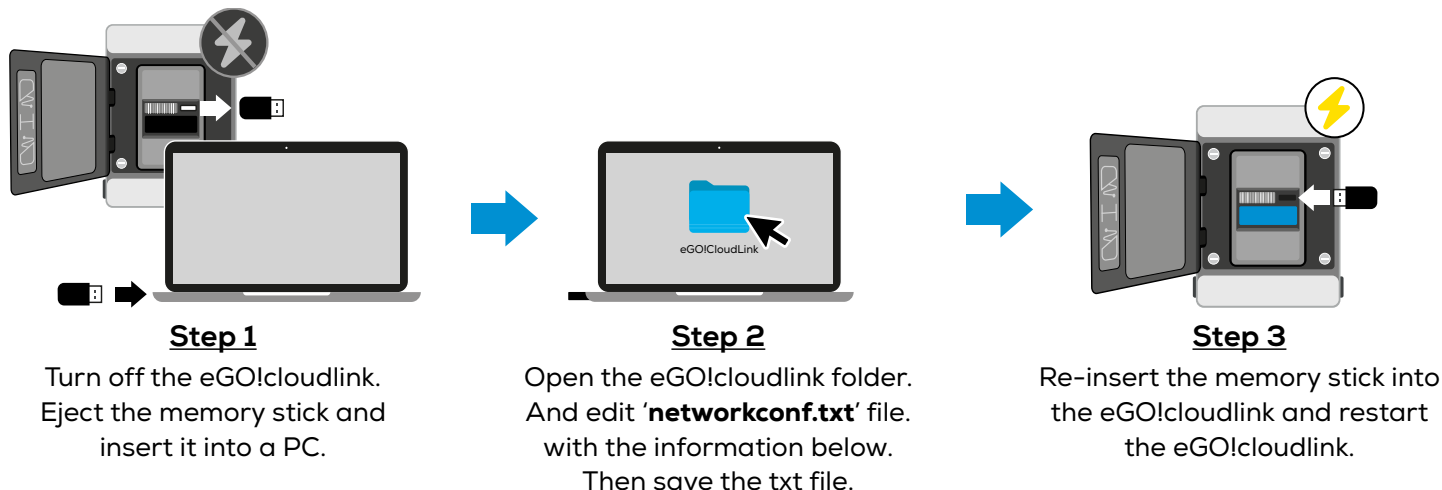 eGO!CloudLink
Step 1
Turn off the eGO!cloudlink.
Eject the memory stick and
insert it into a PC.
Step 2
Open the eGO!cloudlink folder.
And edit ‘networkconf.txt’ file.
with the information below.
Then save the txt file.
Step 3
Re-insert the memory stick into
the eGO!cloudlink and restart
the eGO!cloudlink.